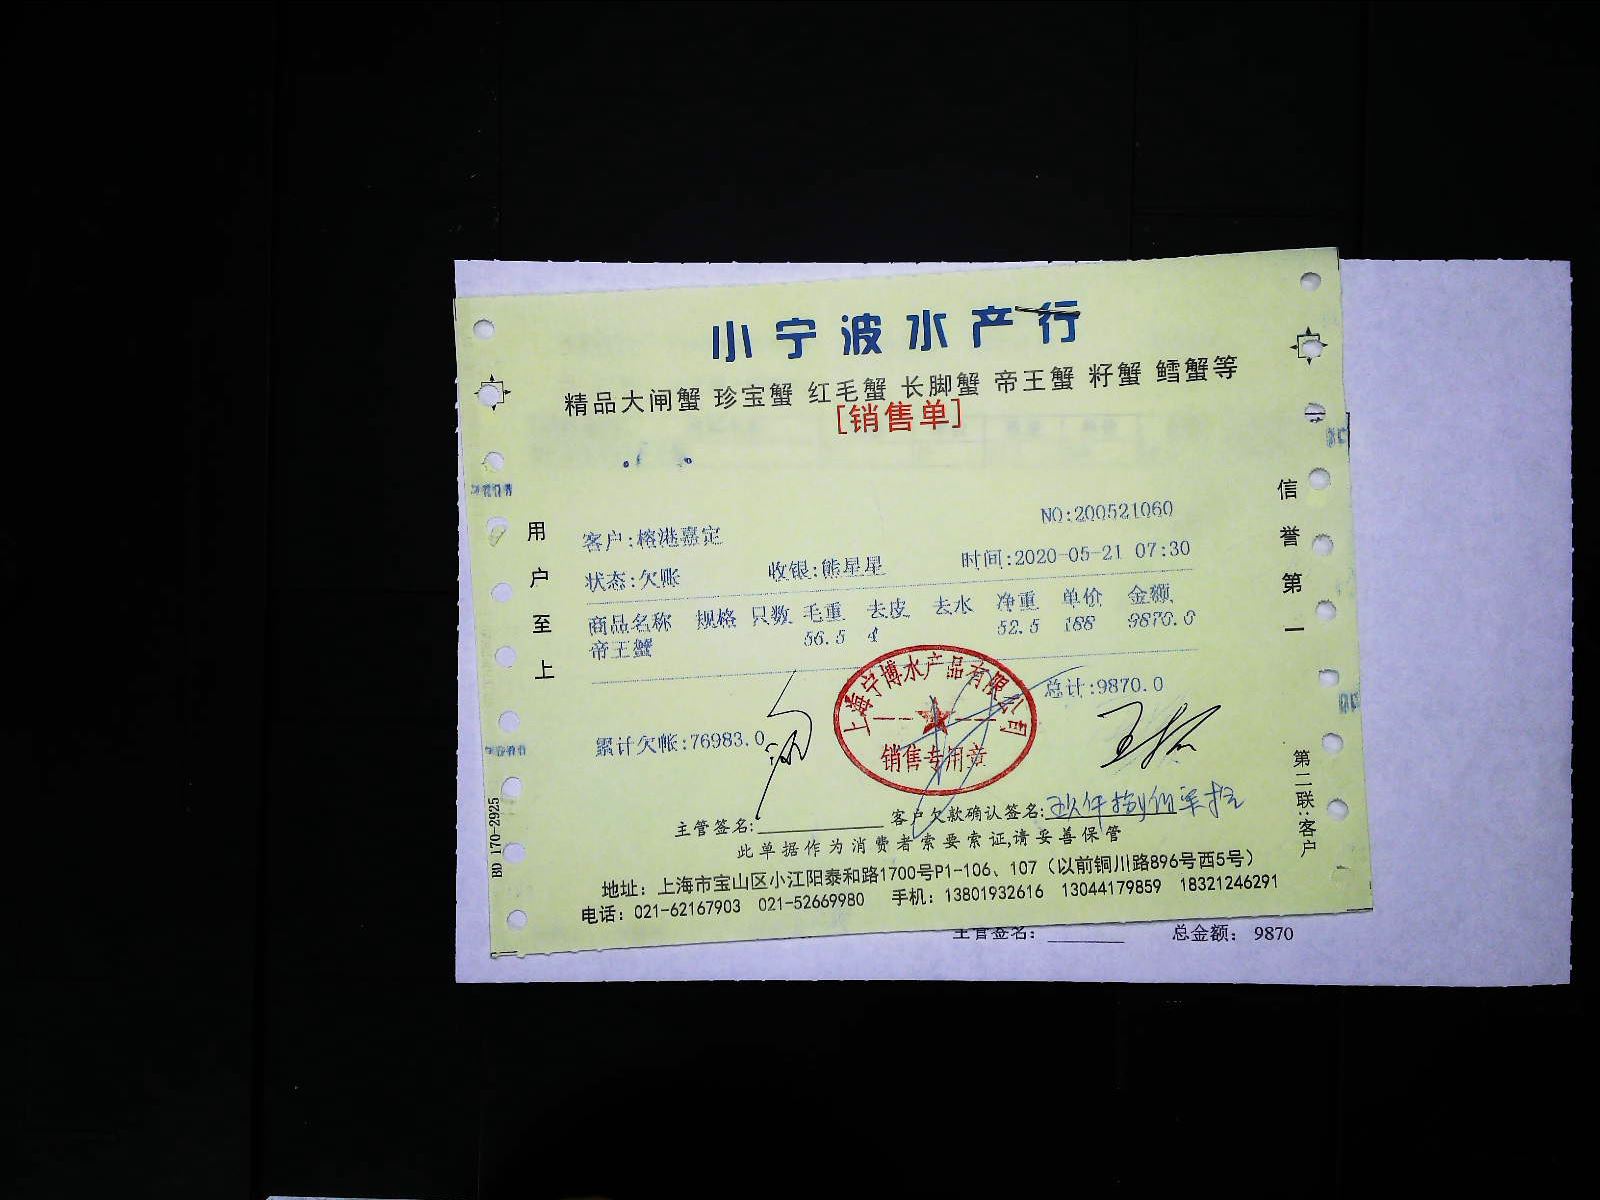 小宁波水产行
精品大闸蟹 珍宝蟹 红毛蟹 长脚蟹 帝王蟹 籽蟹 鳕蟹等
[销售单]
NO:200521060
客户:榕港嘉定
状态:欠账 收银:熊星星 时间:2020-05-21 07:30
商品名称 规格 只数 毛重 去皮 去水 净重 单价 金额
帝王蟹 56.5 4 52.5 188 9870.0
总计:9870.0
累计欠帐:76983.0
上海宁博水产品有限公司
销售专用章
主管签名: 客户欠款确认签名:玖仟捌佰柒拾元
此单据作为消费者索要索证,请妥善保管
地址: 上海市宝山区小江阳泰和路1700号P1-106、107 (以前铜川路896号西5号)
电话: 021-62167903 021-52669980 手机: 13801932616 13044179859 18321246291
用户至上
信誉第一
第二联:客户
BD 170-2925
主管签名: 总金额: 9870